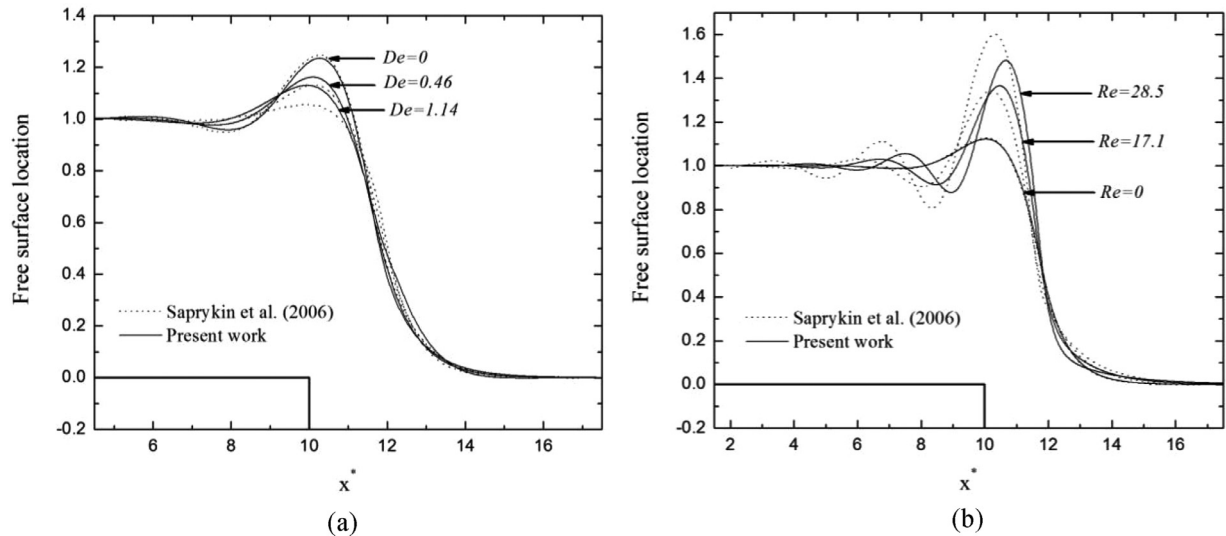 1.4
1.2
1.0
0.8
0.6
0.4
0.2
0.0
-0.2
Free surface location
De=0
De=0.46
De=1.14
Saprykin et al. (2006)
Present work
6 8 10 12 14 16
x*
(a)
1.6
1.4
1.2
1.0
0.8
0.6
0.4
0.2
0.0
-0.2
Free surface location
Re=28.5
Re=17.1
Re=0
Saprykin et al. (2006)
Present work
2 4 6 8 10 12 14 16
x*
(b)